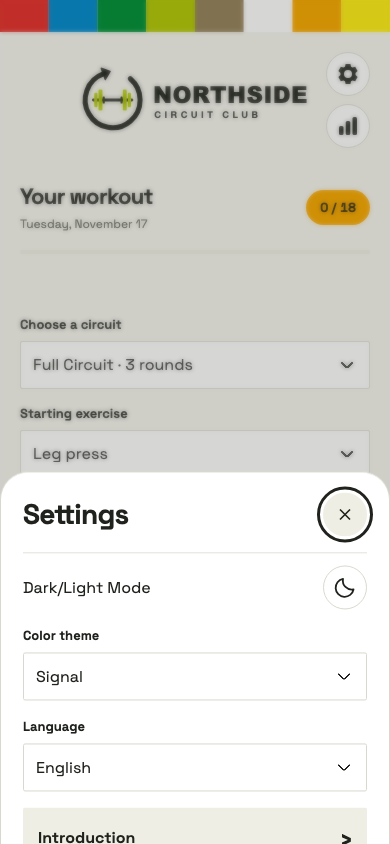 NORTHSIDE
CIRCUIT CLUB
Your workout
0 / 18
Tuesday, November 17
Choose a circuit
Full Circuit · 3 rounds
Starting exercise
Leg press
Settings
Dark/Light Mode
Color theme
Signal
Language
English
Introduction